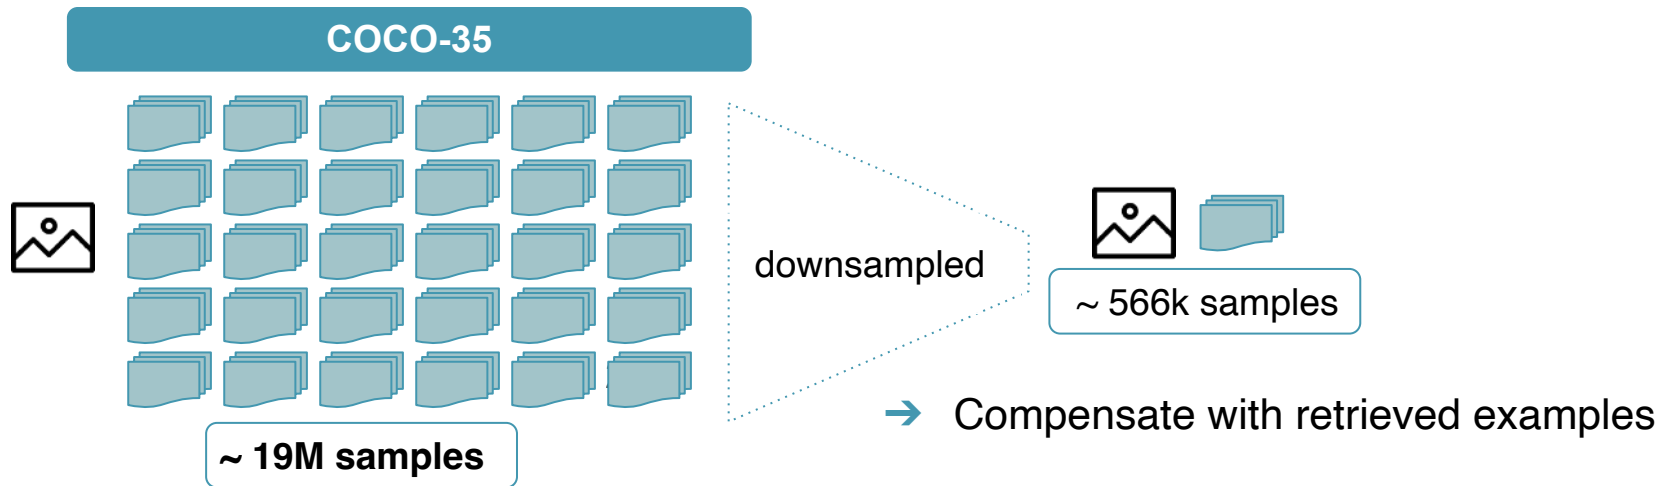 COCO-35
downsampled
~ 566k samples
➔ Compensate with retrieved examples
~ 19M samples